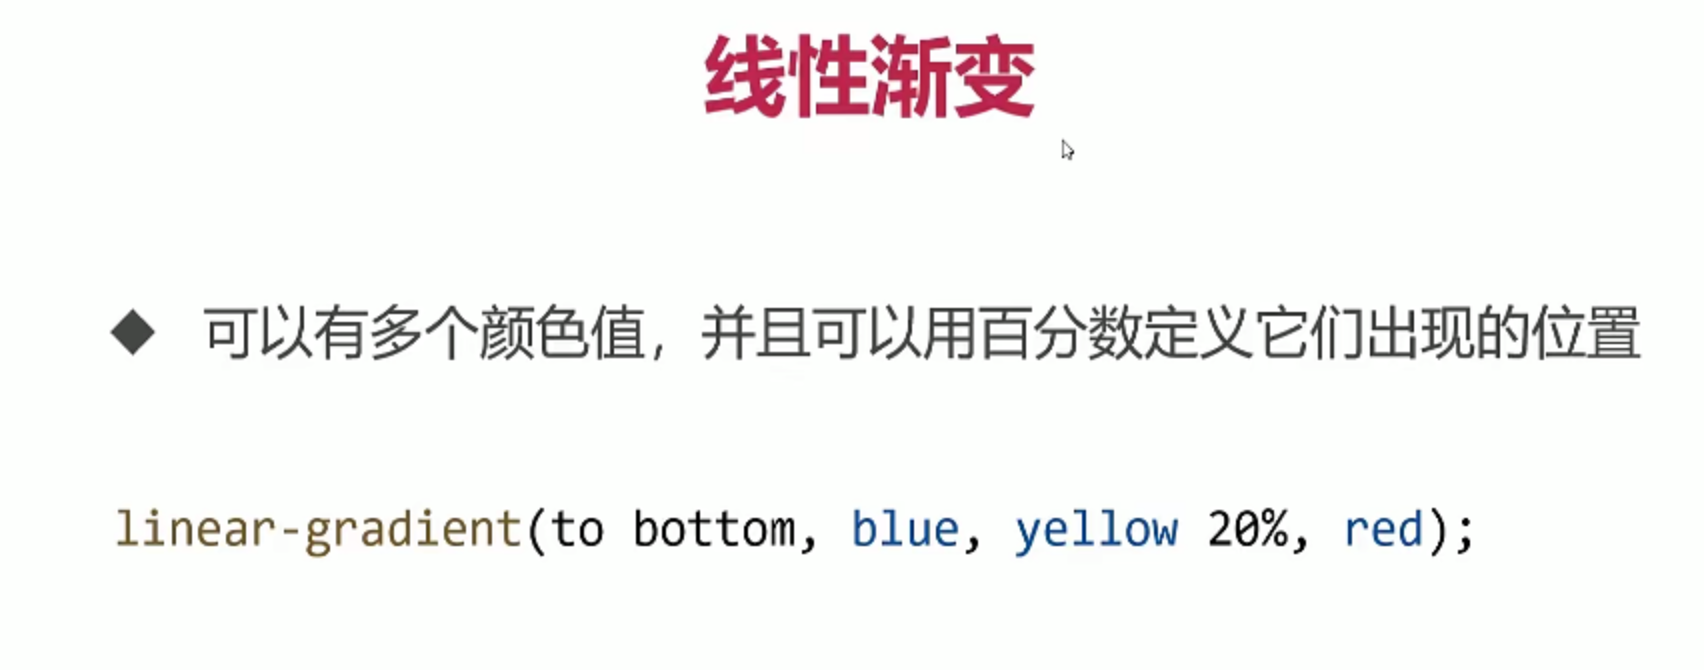 线性渐变
◆ 可以有多个颜色值，并且可以用百分数定义它们出现的位置
linear-gradient(to bottom, blue, yellow 20%, red);